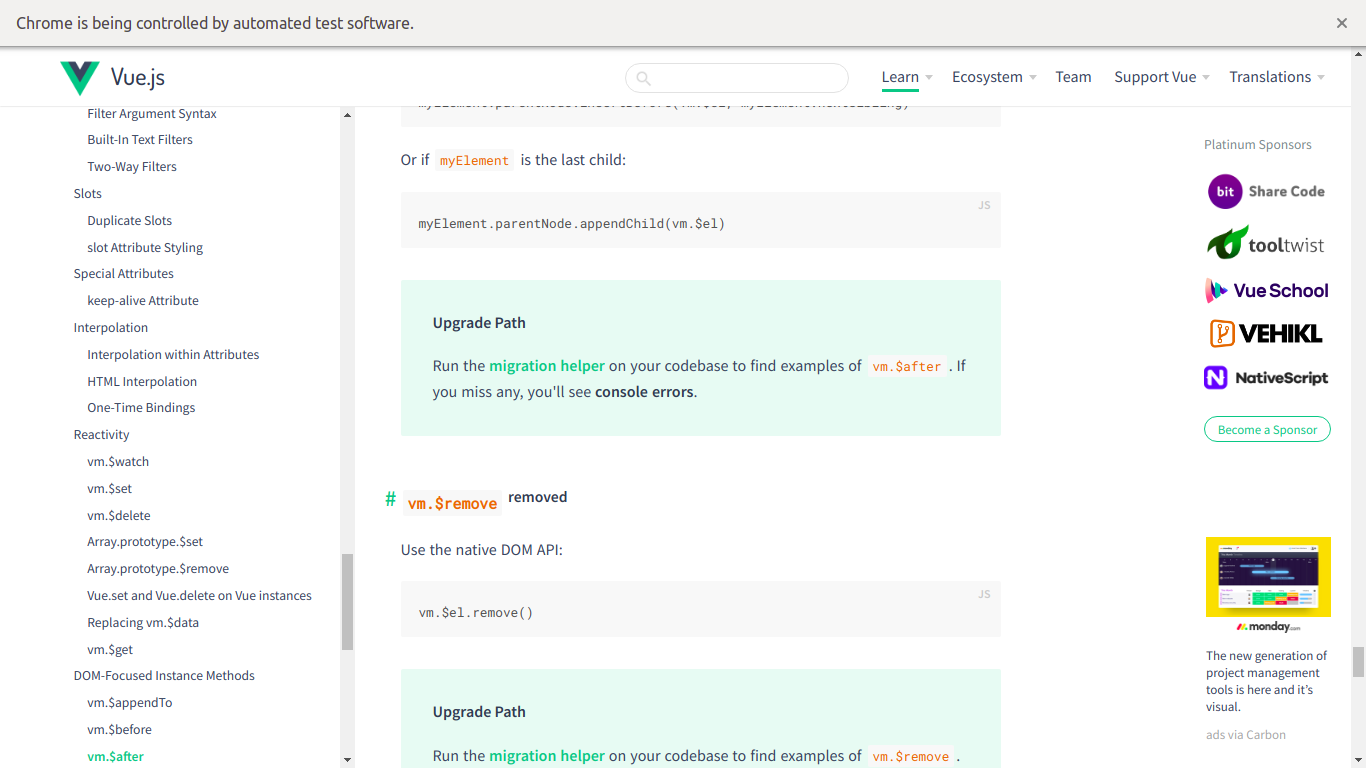 Chrome is being controlled by automated test software.
Vue.js
Learn
Ecosystem
Team
Support Vue
Translations
Filter Argument Syntax
Built-In Text Filters
Two-Way Filters
Slots
Duplicate Slots
slot Attribute Styling
Special Attributes
keep-alive Attribute
Interpolation
Interpolation within Attributes
HTML Interpolation
One-Time Bindings
Reactivity
vm.$watch
vm.$set
vm.$delete
Array.prototype.$set
Array.prototype.$remove
Vue.set and Vue.delete on Vue instances
Replacing vm.$data
vm.$get
DOM-Focused Instance Methods
vm.$appendTo
vm.$before
vm.$after
myElement.parentNode.insertBefore(vm.$el, myElement.nextSibling)
Or if myElement is the last child:
JS
myElement.parentNode.appendChild(vm.$el)
Upgrade Path
Run the migration helper on your codebase to find examples of vm.$after . If
you miss any, you'll see console errors.
# vm.$remove removed
Use the native DOM API:
JS
vm.$el.remove()
Upgrade Path
Run the migration helper on your codebase to find examples of vm.$remove .
Platinum Sponsors
bit Share Code
tooltwist
Vue School
VEHIKL
NativeScript
Become a Sponsor
monday.com
The new generation of
project management
tools is here and it's
visual.
ads via Carbon